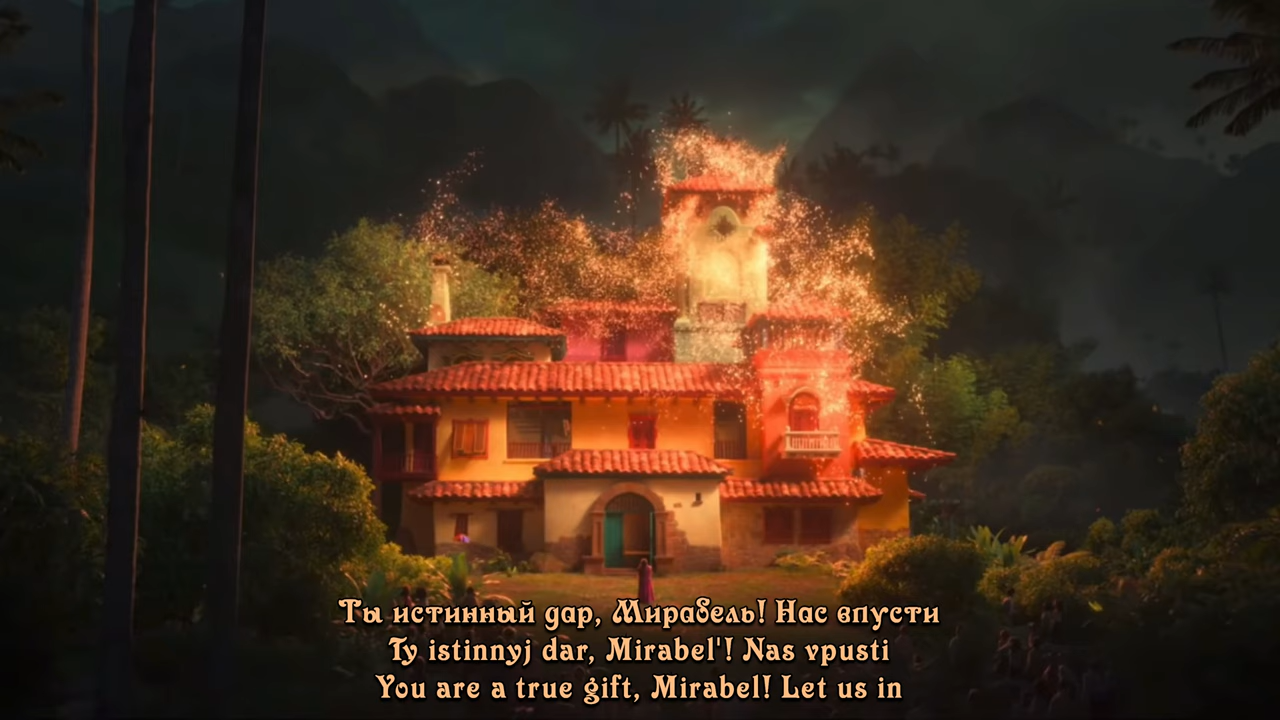 Ты истинный дар, Мирабель! Нас впусти
Ty istinnyj dar, Mirabel'! Nas vpusti
You are a true gift, Mirabel! Let us in